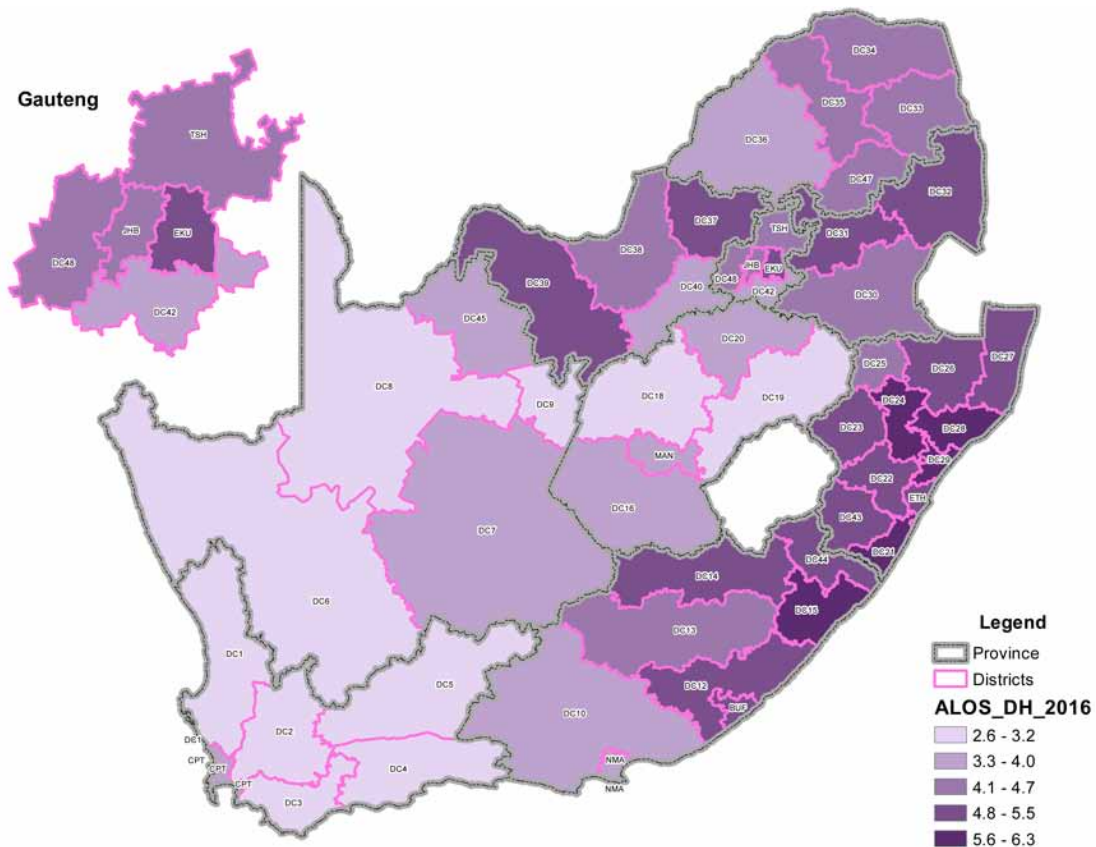 Gauteng
TSH
JHB
EKU
DC48
DC42
DC34
DC35
DC33
DC36
DC47
DC32
DC37
TSH
DC31
DC38
JHB
EKU
DC48
DC39
DC40
DC42
DC30
DC45
DC20
DC25
DC26
DC27
DC8
DC9
DC18
DC19
DC24
DC28
DC23
MAN
DC29
DC22
ETH
DC16
DC43
DC7
DC21
DC44
DC14
DC15
DC6
DC13
DC1
DC5
DC12
BUF
DC10
DC2
DC1
CPT
CPT
NMA
DC4
CPT
NMA
DC3
Legend
Province
Districts
ALOS_DH_2016
2.6 - 3.2
3.3 - 4.0
4.1 - 4.7
4.8 - 5.5
5.6 - 6.3